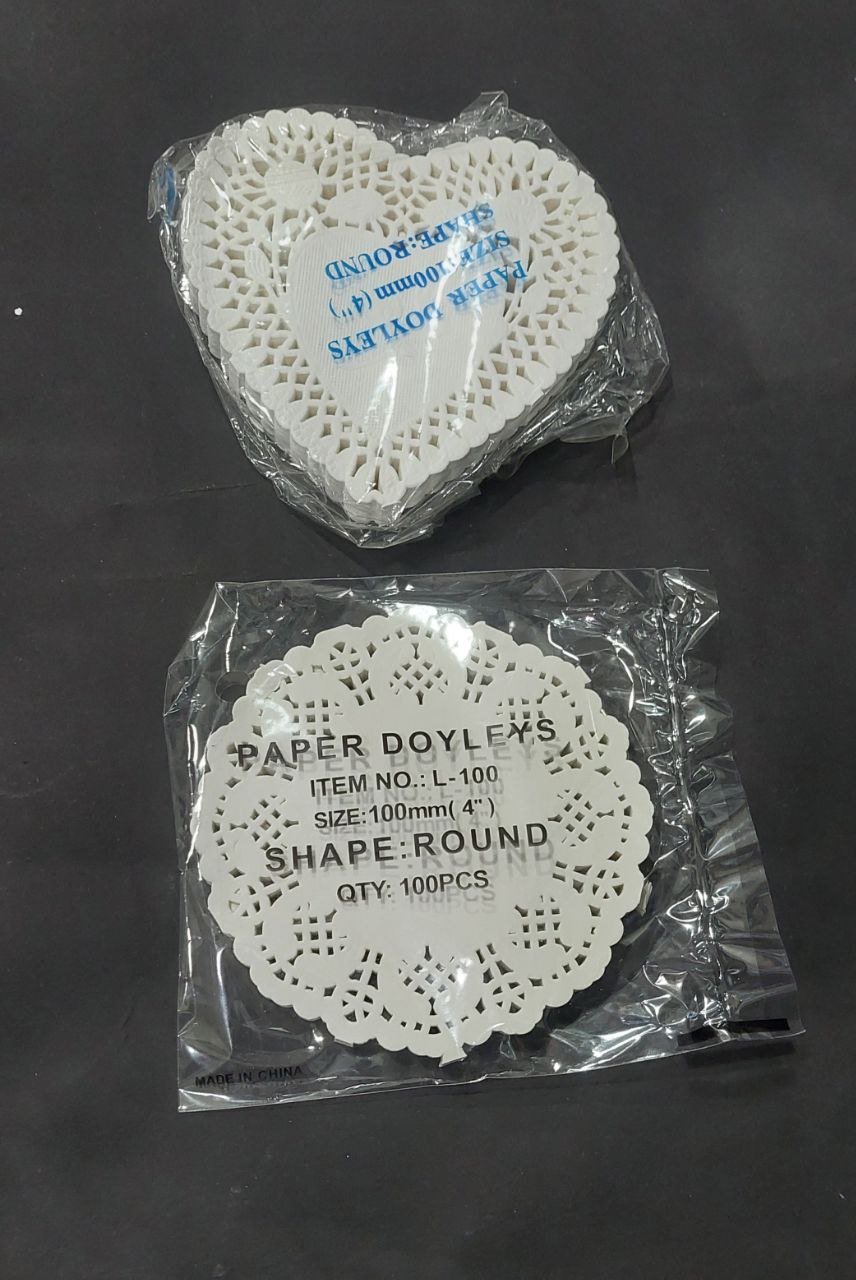 PAPER DOYLEYS
SIZE:100mm(4")
SHAPE:ROUND
PAPER DOYLEYS
ITEM NO.: L-100
SIZE:100mm( 4" )
SHAPE:ROUND
QTY: 100PCS
MADE IN CHINA